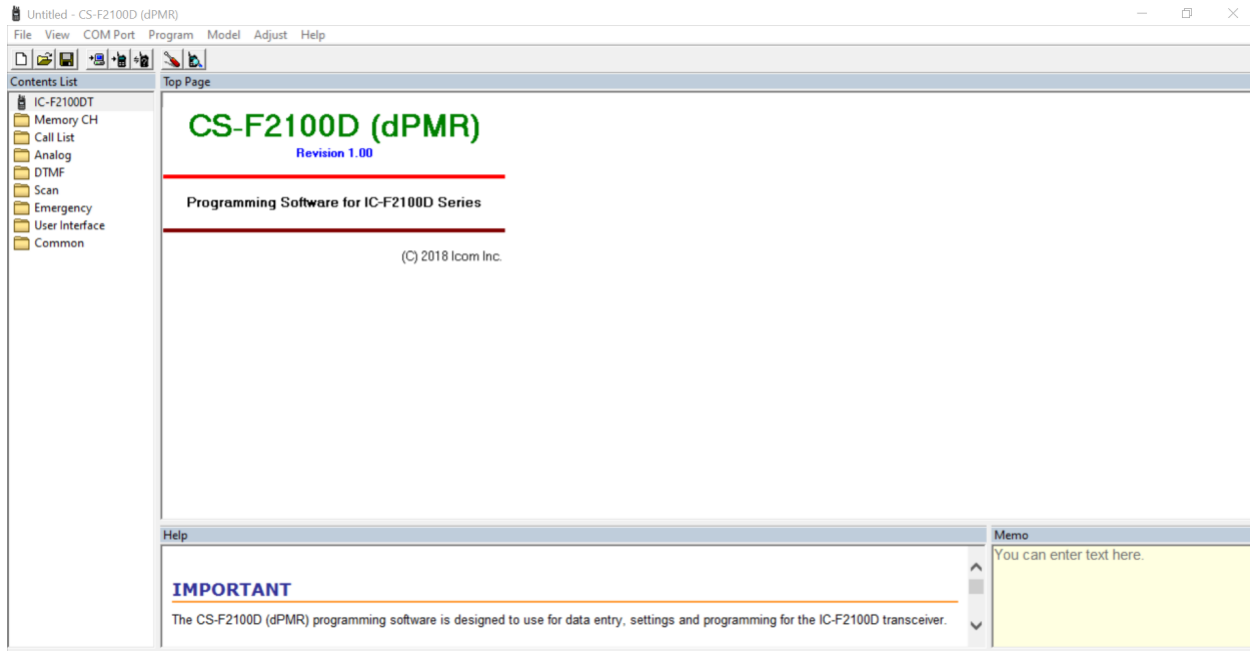 Untitled - CS-F2100D (dPMR)
File View COM Port Program Model Adjust Help
Contents List
Top Page
IC-F2100DT
Memory CH
Call List
Analog
DTMF
Scan
Emergency
User Interface
Common
CS-F2100D (dPMR)
Revision 1.00
Programming Software for IC-F2100D Series
(C) 2018 Icom Inc.
Help
IMPORTANT
The CS-F2100D (dPMR) programming software is designed to use for data entry, settings and programming for the IC-F2100D transceiver.
Memo
You can enter text here.